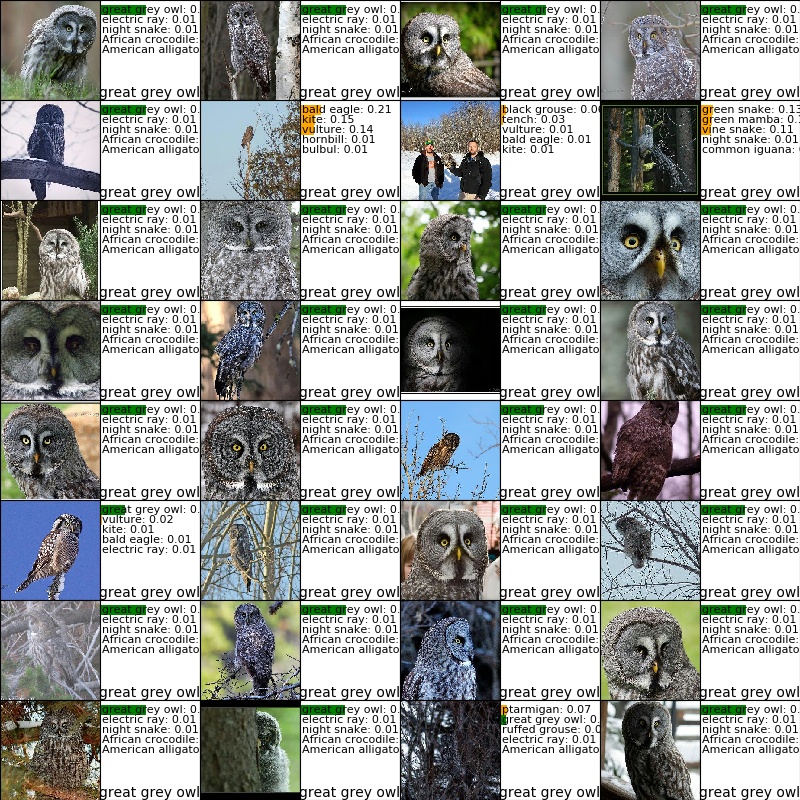 great grey owl: 0.
electric ray: 0.01
night snake: 0.01
African crocodile:
American alligato
great grey owl
great grey owl: 0.
electric ray: 0.01
night snake: 0.01
African crocodile:
American alligato
great grey owl
great grey owl: 0.
electric ray: 0.01
night snake: 0.01
African crocodile:
American alligato
great grey owl
great grey owl: 0.
electric ray: 0.01
night snake: 0.01
African crocodile:
American alligato
great grey owl
great grey owl: 0.
electric ray: 0.01
night snake: 0.01
African crocodile:
American alligato
great grey owl
bald eagle: 0.21
kite: 0.15
vulture: 0.14
hornbill: 0.01
bulbul: 0.01
great grey owl
black grouse: 0.0
tench: 0.03
vulture: 0.01
bald eagle: 0.01
kite: 0.01
great grey owl
green snake: 0.13
green mamba: 0.1
vine snake: 0.11
night snake: 0.01
common iguana:
great grey owl
great grey owl: 0.
electric ray: 0.01
night snake: 0.01
African crocodile:
American alligato
great grey owl
great grey owl: 0.
electric ray: 0.01
night snake: 0.01
African crocodile:
American alligato
great grey owl
great grey owl: 0.
electric ray: 0.01
night snake: 0.01
African crocodile:
American alligato
great grey owl
great grey owl: 0.
electric ray: 0.01
night snake: 0.01
African crocodile:
American alligato
great grey owl
great grey owl: 0.
electric ray: 0.01
night snake: 0.01
African crocodile:
American alligato
great grey owl
great grey owl: 0.
electric ray: 0.01
night snake: 0.01
African crocodile:
American alligato
great grey owl
great grey owl: 0.
electric ray: 0.01
night snake: 0.01
African crocodile:
American alligato
great grey owl
great grey owl: 0.
electric ray: 0.01
night snake: 0.01
African crocodile:
American alligato
great grey owl
great grey owl: 0.
electric ray: 0.01
night snake: 0.01
African crocodile:
American alligato
great grey owl
great grey owl: 0.
electric ray: 0.01
night snake: 0.01
African crocodile:
American alligato
great grey owl
great grey owl: 0.
electric ray: 0.01
night snake: 0.01
African crocodile:
American alligato
great grey owl
great grey owl: 0.
electric ray: 0.01
night snake: 0.01
African crocodile:
American alligato
great grey owl
great grey owl: 0.
vulture: 0.02
kite: 0.01
bald eagle: 0.01
electric ray: 0.01
great grey owl
great grey owl: 0.
electric ray: 0.01
night snake: 0.01
African crocodile:
American alligato
great grey owl
great grey owl: 0.
electric ray: 0.01
night snake: 0.01
African crocodile:
American alligato
great grey owl
great grey owl: 0.
electric ray: 0.01
night snake: 0.01
African crocodile:
American alligato
great grey owl
great grey owl: 0.
electric ray: 0.01
night snake: 0.01
African crocodile:
American alligato
great grey owl
great grey owl: 0.
electric ray: 0.01
night snake: 0.01
African crocodile:
American alligato
great grey owl
great grey owl: 0.
electric ray: 0.01
night snake: 0.01
African crocodile:
American alligato
great grey owl
great grey owl: 0.
electric ray: 0.01
night snake: 0.01
African crocodile:
American alligato
great grey owl
great grey owl: 0.
electric ray: 0.01
night snake: 0.01
African crocodile:
American alligato
great grey owl
great grey owl: 0.
electric ray: 0.01
night snake: 0.01
African crocodile:
American alligato
great grey owl
ptarmigan: 0.07
great grey owl: 0.
ruffed grouse: 0.0
electric ray: 0.01
American alligato
great grey owl
great grey owl: 0.
electric ray: 0.01
night snake: 0.01
African crocodile:
American alligato
great grey owl